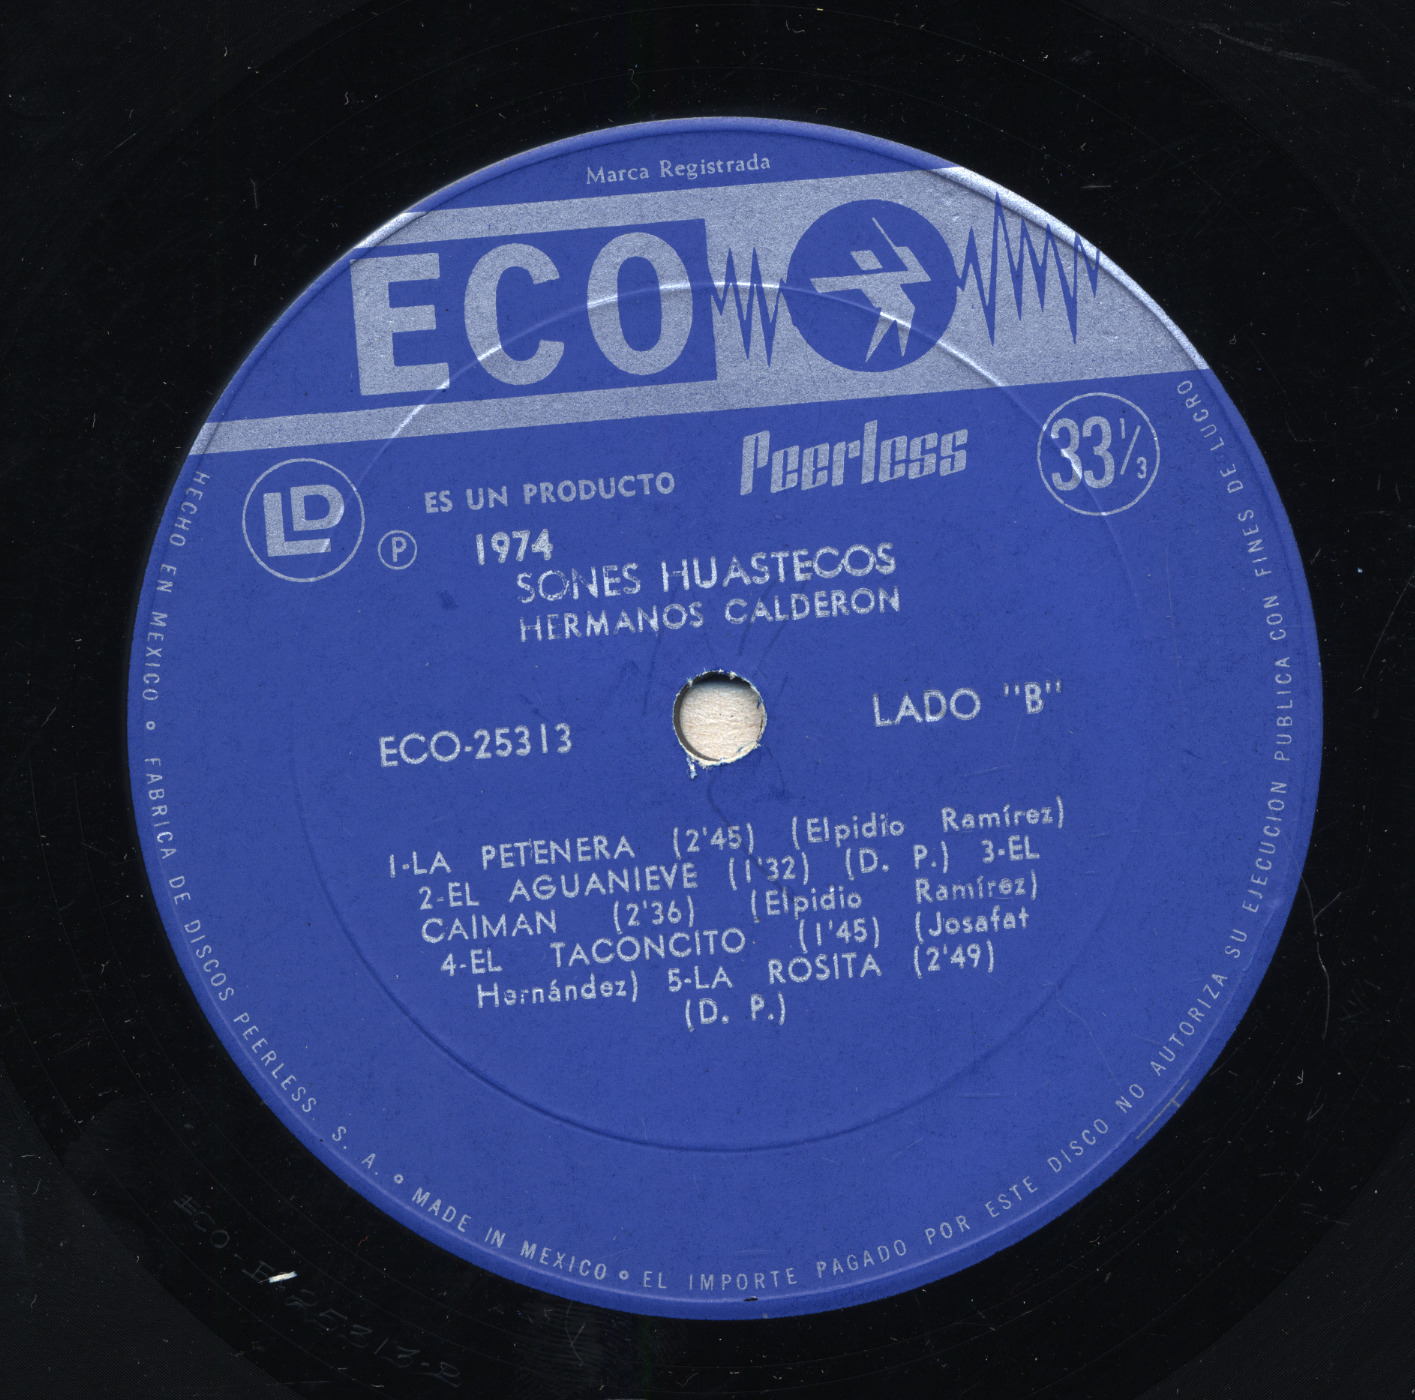 Marca Registrada
ECO
ES UN PRODUCTO Peerless
LD
33 1/3
Ⓟ 1974
SONES HUASTECOS
HERMANOS CALDERON
ECO-25313
LADO "B"
1-LA PETENERA (2'45) (Elpidio Ramírez)
2-EL AGUANIEVE (1'32) (D. P.) 3-EL
CAIMAN (2'36) (Elpidio Ramírez)
4-EL TACONCITO (1'45) (Josafat
Hernández) 5-LA ROSITA (2'49)
(D. P.)
HECHO EN MEXICO • FABRICA DE DISCOS PEERLESS S. A. • MADE IN MEXICO • EL IMPORTE PAGADO POR ESTE DISCO NO AUTORIZA SU EJECUCION PUBLICA CON FINES DE LUCRO